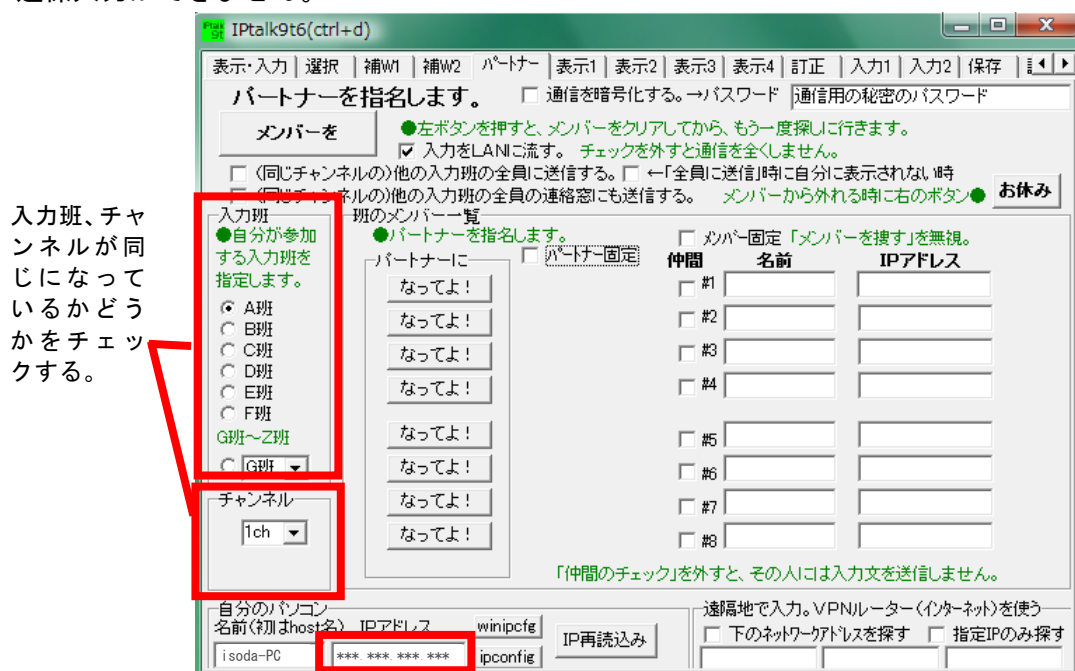 IPtalk9t6(ctrl+d)
表示・入力 選択 補W1 補W2 パートナー 表示1 表示2 表示3 表示4 訂正 入力1 入力2 保存
パートナーを指名します。 通信を暗号化する。→パスワード 通信用の秘密のパスワード
メンバーを
●左ボタンを押すと、メンバーをクリアしてから、もう一度探しに行きます。
入力をLANに流す。 チェックを外すと通信を全くしません。
(同じチャンネルの)他の入力班の全員に送信する。 ←「全員に送信」時に自分に表示されない時
(同じチャンネルの)他の入力班の全員の連絡窓にも送信する。 メンバーから外れる時に右のボタン● お休み
入力班、チャンネルが同じになっているかどうかをチェックする。
入力班
●自分が参加
する入力班を
指定します。
A班
B班
C班
D班
E班
F班
G班～Z班
G班
チャンネル
1ch
班のメンバー一覧
●パートナーを指名します。
パートナーに
パートナー固定
メンバー固定「メンバーを捜す」を無視。
仲間 名前 IPアドレス
なってよ！ #1
なってよ！ #2
なってよ！ #3
なってよ！ #4
なってよ！ #5
なってよ！ #6
なってよ！ #7
なってよ！ #8
「仲間のチェック」を外すと、その人には入力文を送信しません。
自分のパソコン
名前(初はhost名) IPアドレス winipcfg
isoda-PC ***.***.***.*** ipconfig
IP再読込み
遠隔地で入力。VPNルーター(インターネット)を使う
下のネットワークアドレスを探す 指定IPのみ探す